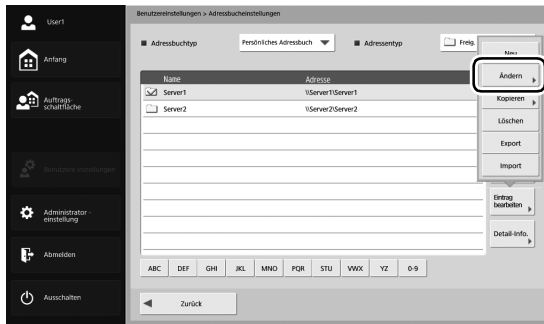 User1
Anfang
Auftrags-
schaltfläche
Benutzere instellungen
Administrator -
einstellung
Abmelden
Ausschalten
Benutzereinstellungen > Adressbucheinstellungen
Adressbuchtyp
Persönliches Adressbuch
Adressentyp
Freig.
Name Adresse
Server1 \\Server1\Server1
Server2 \\Server2\Server2
Neu
Ändern
Kopieren
Löschen
Export
Import
Eintrag
bearbeiten
Detail-Info.
ABC DEF GHI JKL MNO PQR STU VWX YZ 0-9
Zurück